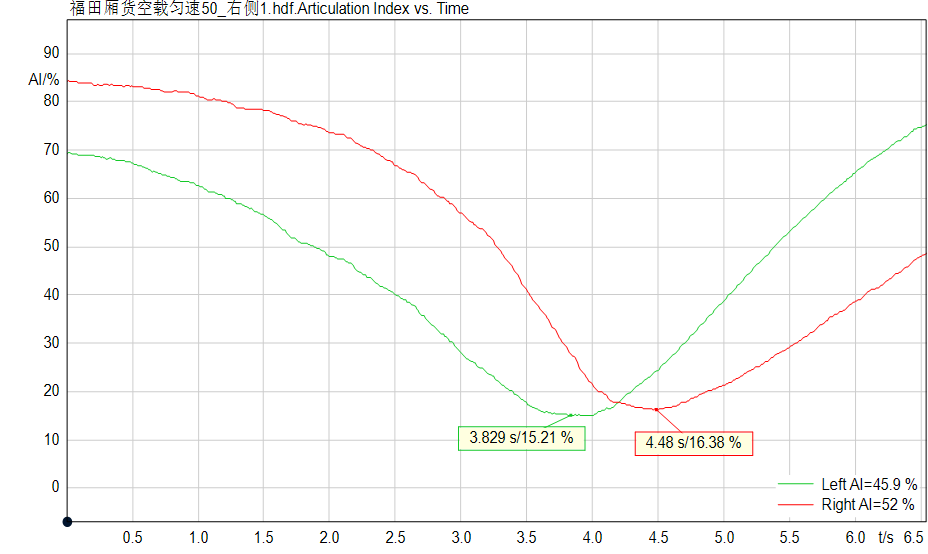 福田厢货空载匀速50_右侧1.hdf.Articulation Index vs. Time
90
AI/%
80
70
60
50
40
30
20
10
0
3.829 s/15.21 %
4.48 s/16.38 %
Left AI=45.9 %
Right AI=52 %
0.5 1.0 1.5 2.0 2.5 3.0 3.5 4.0 4.5 5.0 5.5 6.0 t/s 6.5